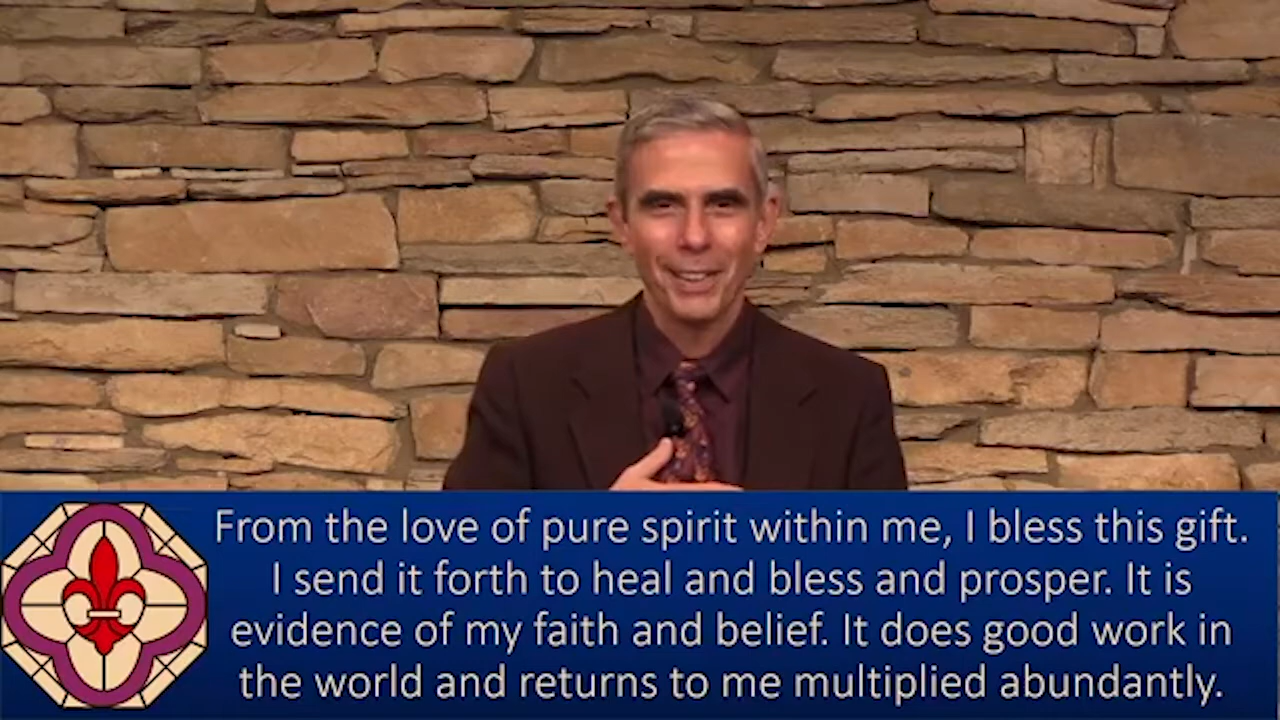 From the love of pure spirit within me, I bless this gift.
I send it forth to heal and bless and prosper. It is
evidence of my faith and belief. It does good work in
the world and returns to me multiplied abundantly.